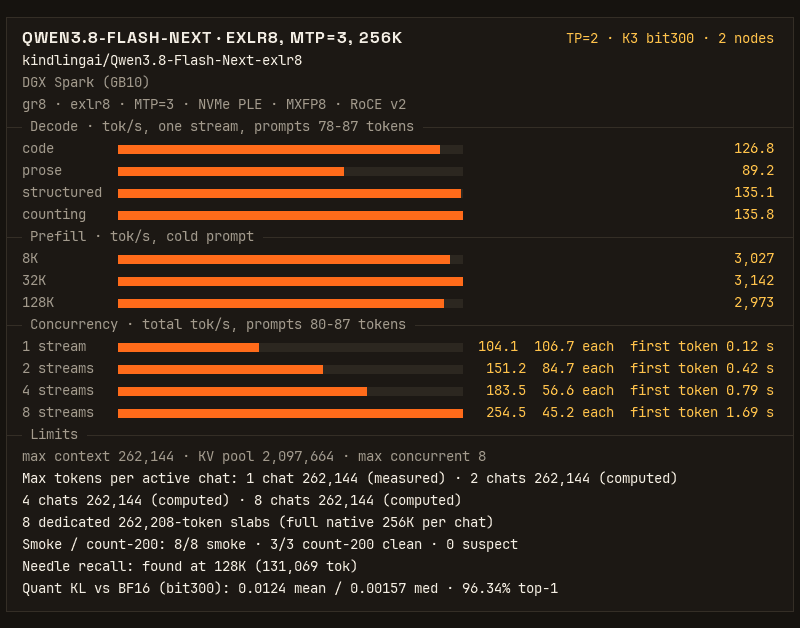 QWEN3.8-FLASH-NEXT · EXLR8, MTP=3, 256K TP=2 · K3 bit300 · 2 nodes
kindlingai/Qwen3.8-Flash-Next-exlr8
DGX Spark (GB10)
gr8 · exlr8 · MTP=3 · NVMe PLE · MXFP8 · RoCE v2
Decode · tok/s, one stream, prompts 78-87 tokens
code 126.8
prose 89.2
structured 135.1
counting 135.8
Prefill · tok/s, cold prompt
8K 3,027
32K 3,142
128K 2,973
Concurrency · total tok/s, prompts 80-87 tokens
1 stream 104.1 106.7 each first token 0.12 s
2 streams 151.2 84.7 each first token 0.42 s
4 streams 183.5 56.6 each first token 0.79 s
8 streams 254.5 45.2 each first token 1.69 s
Limits
max context 262,144 · KV pool 2,097,664 · max concurrent 8
Max tokens per active chat: 1 chat 262,144 (measured) · 2 chats 262,144 (computed)
4 chats 262,144 (computed) · 8 chats 262,144 (computed)
8 dedicated 262,208-token slabs (full native 256K per chat)
Smoke / count-200: 8/8 smoke · 3/3 count-200 clean · 0 suspect
Needle recall: found at 128K (131,069 tok)
Quant KL vs BF16 (bit300): 0.0124 mean / 0.00157 med · 96.34% top-1